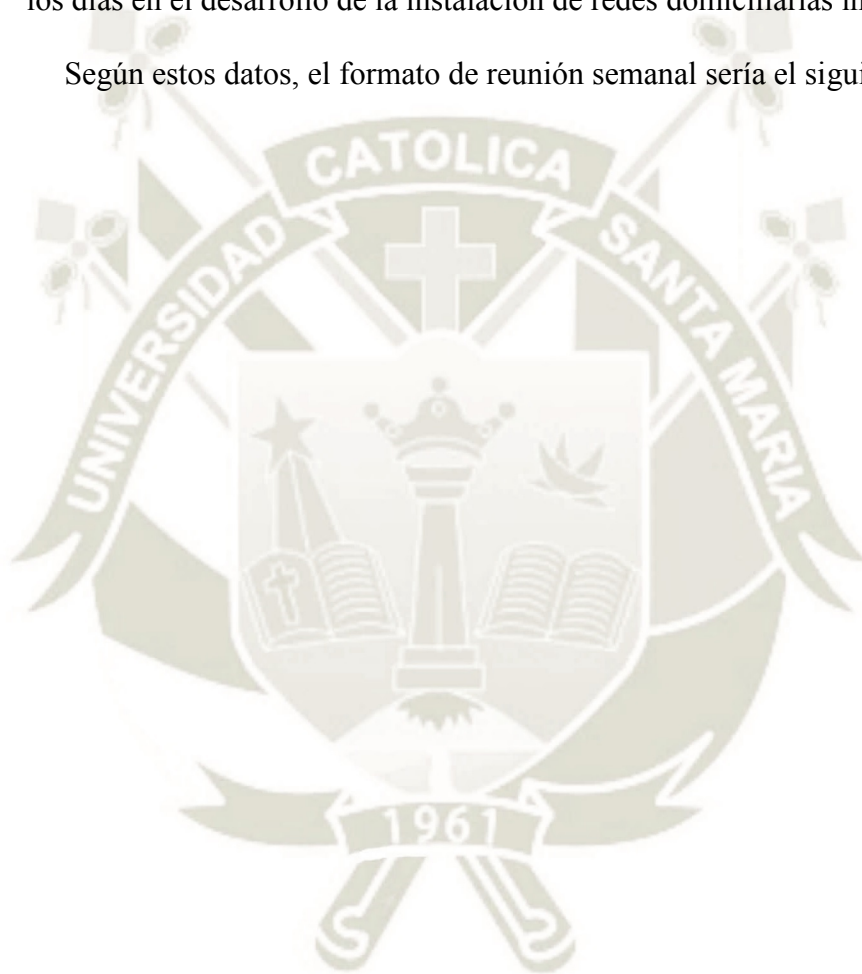 los días en el desarrollo de la instalación de redes domiciliarias
Según estos datos, el formato de reunión semanal sería el
CATOLICA
UNIVERSIDAD
SANTA MARIA
1961